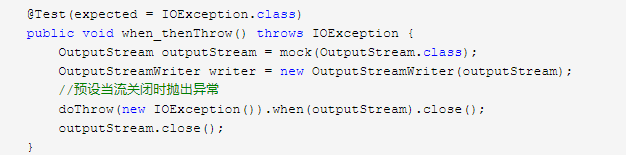 @Test(expected = IOException.class)
public void when_thenThrow() throws IOException {
    OutputStream outputStream = mock(OutputStream.class);
    OutputStreamWriter writer = new OutputStreamWriter(outputStream);
    //预设当流关闭时抛出异常
    doThrow(new IOException()).when(outputStream).close();
    outputStream.close();
}